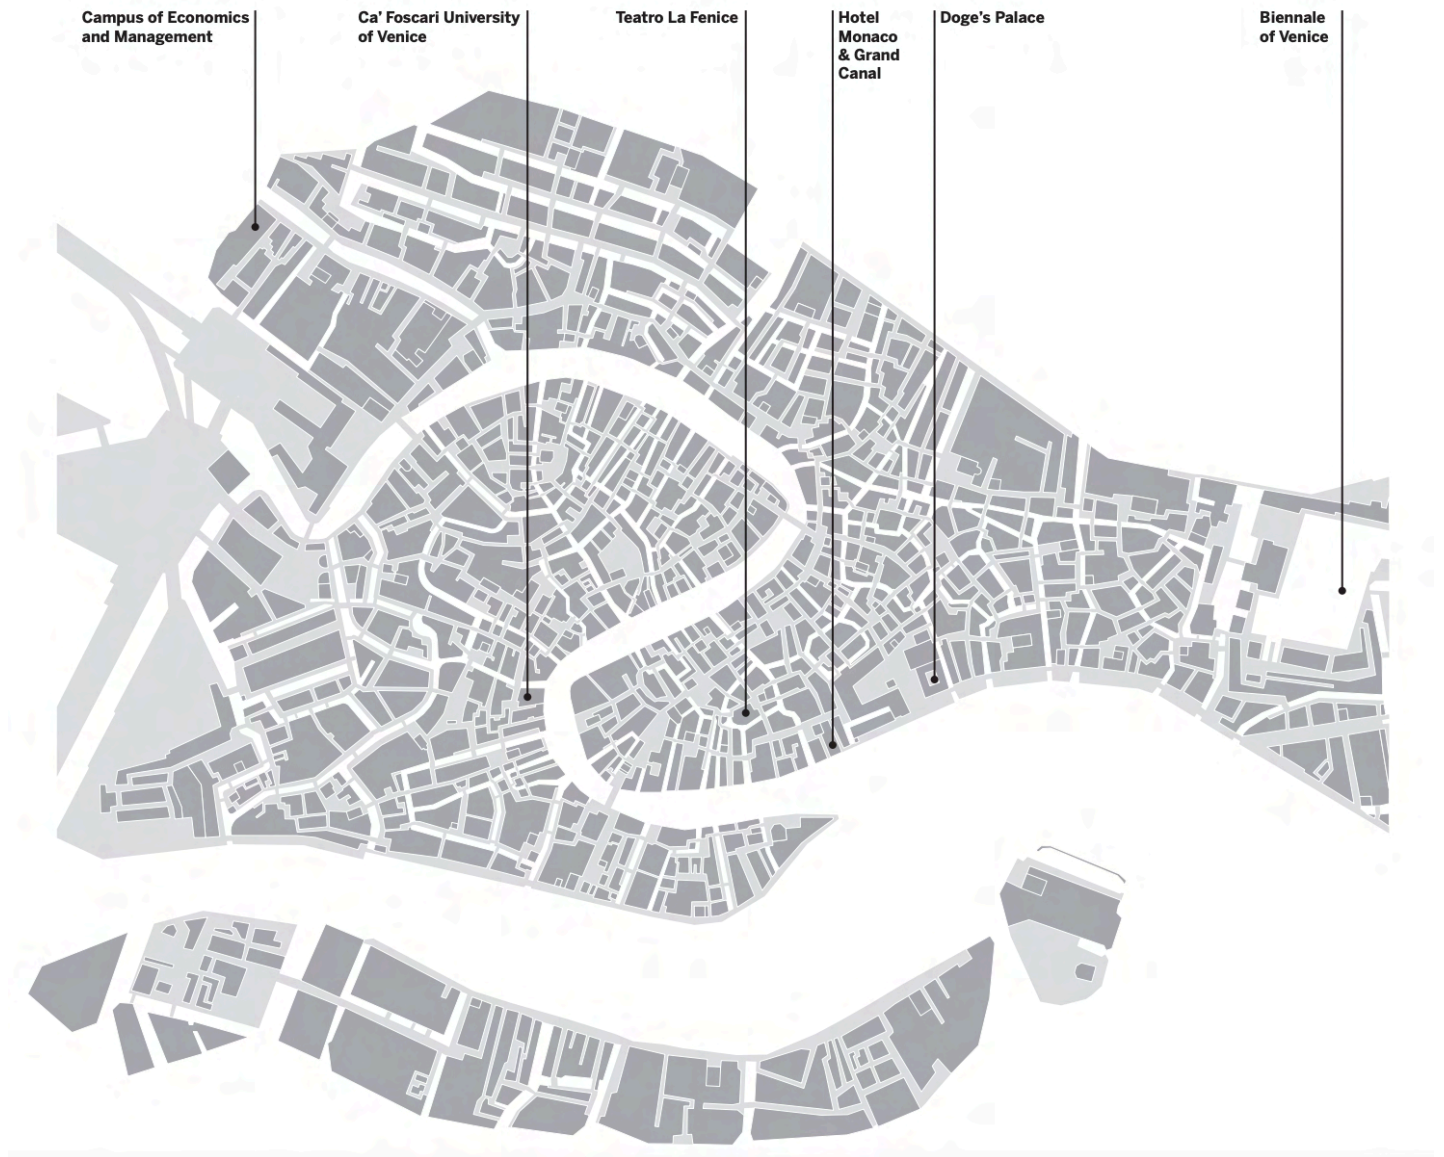 Campus of Economics
and Management
Ca’ Foscari University
of Venice
Teatro La Fenice
Hotel
Monaco
& Grand
Canal
Doge’s Palace
Biennale
of Venice